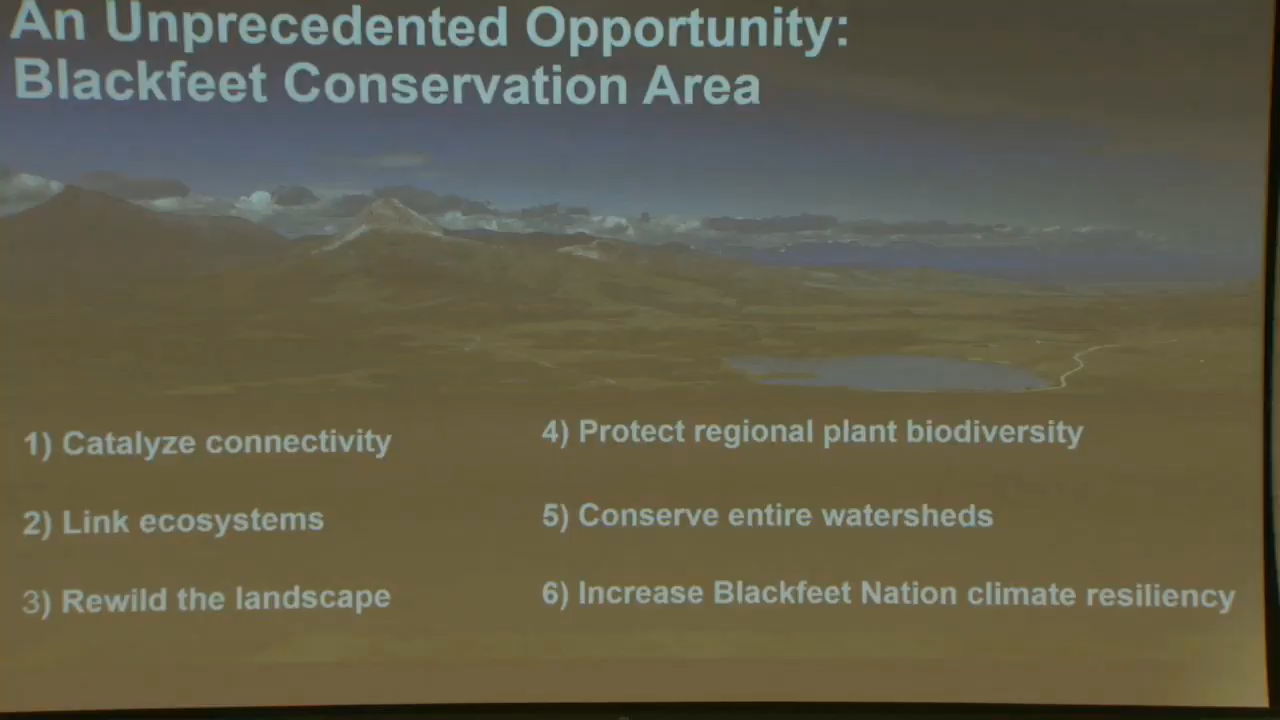 An Unprecedented Opportunity:
Blackfeet Conservation Area
1) Catalyze connectivity
2) Link ecosystems
3) Rewild the landscape
4) Protect regional plant biodiversity
5) Conserve entire watersheds
6) Increase Blackfeet Nation climate resiliency